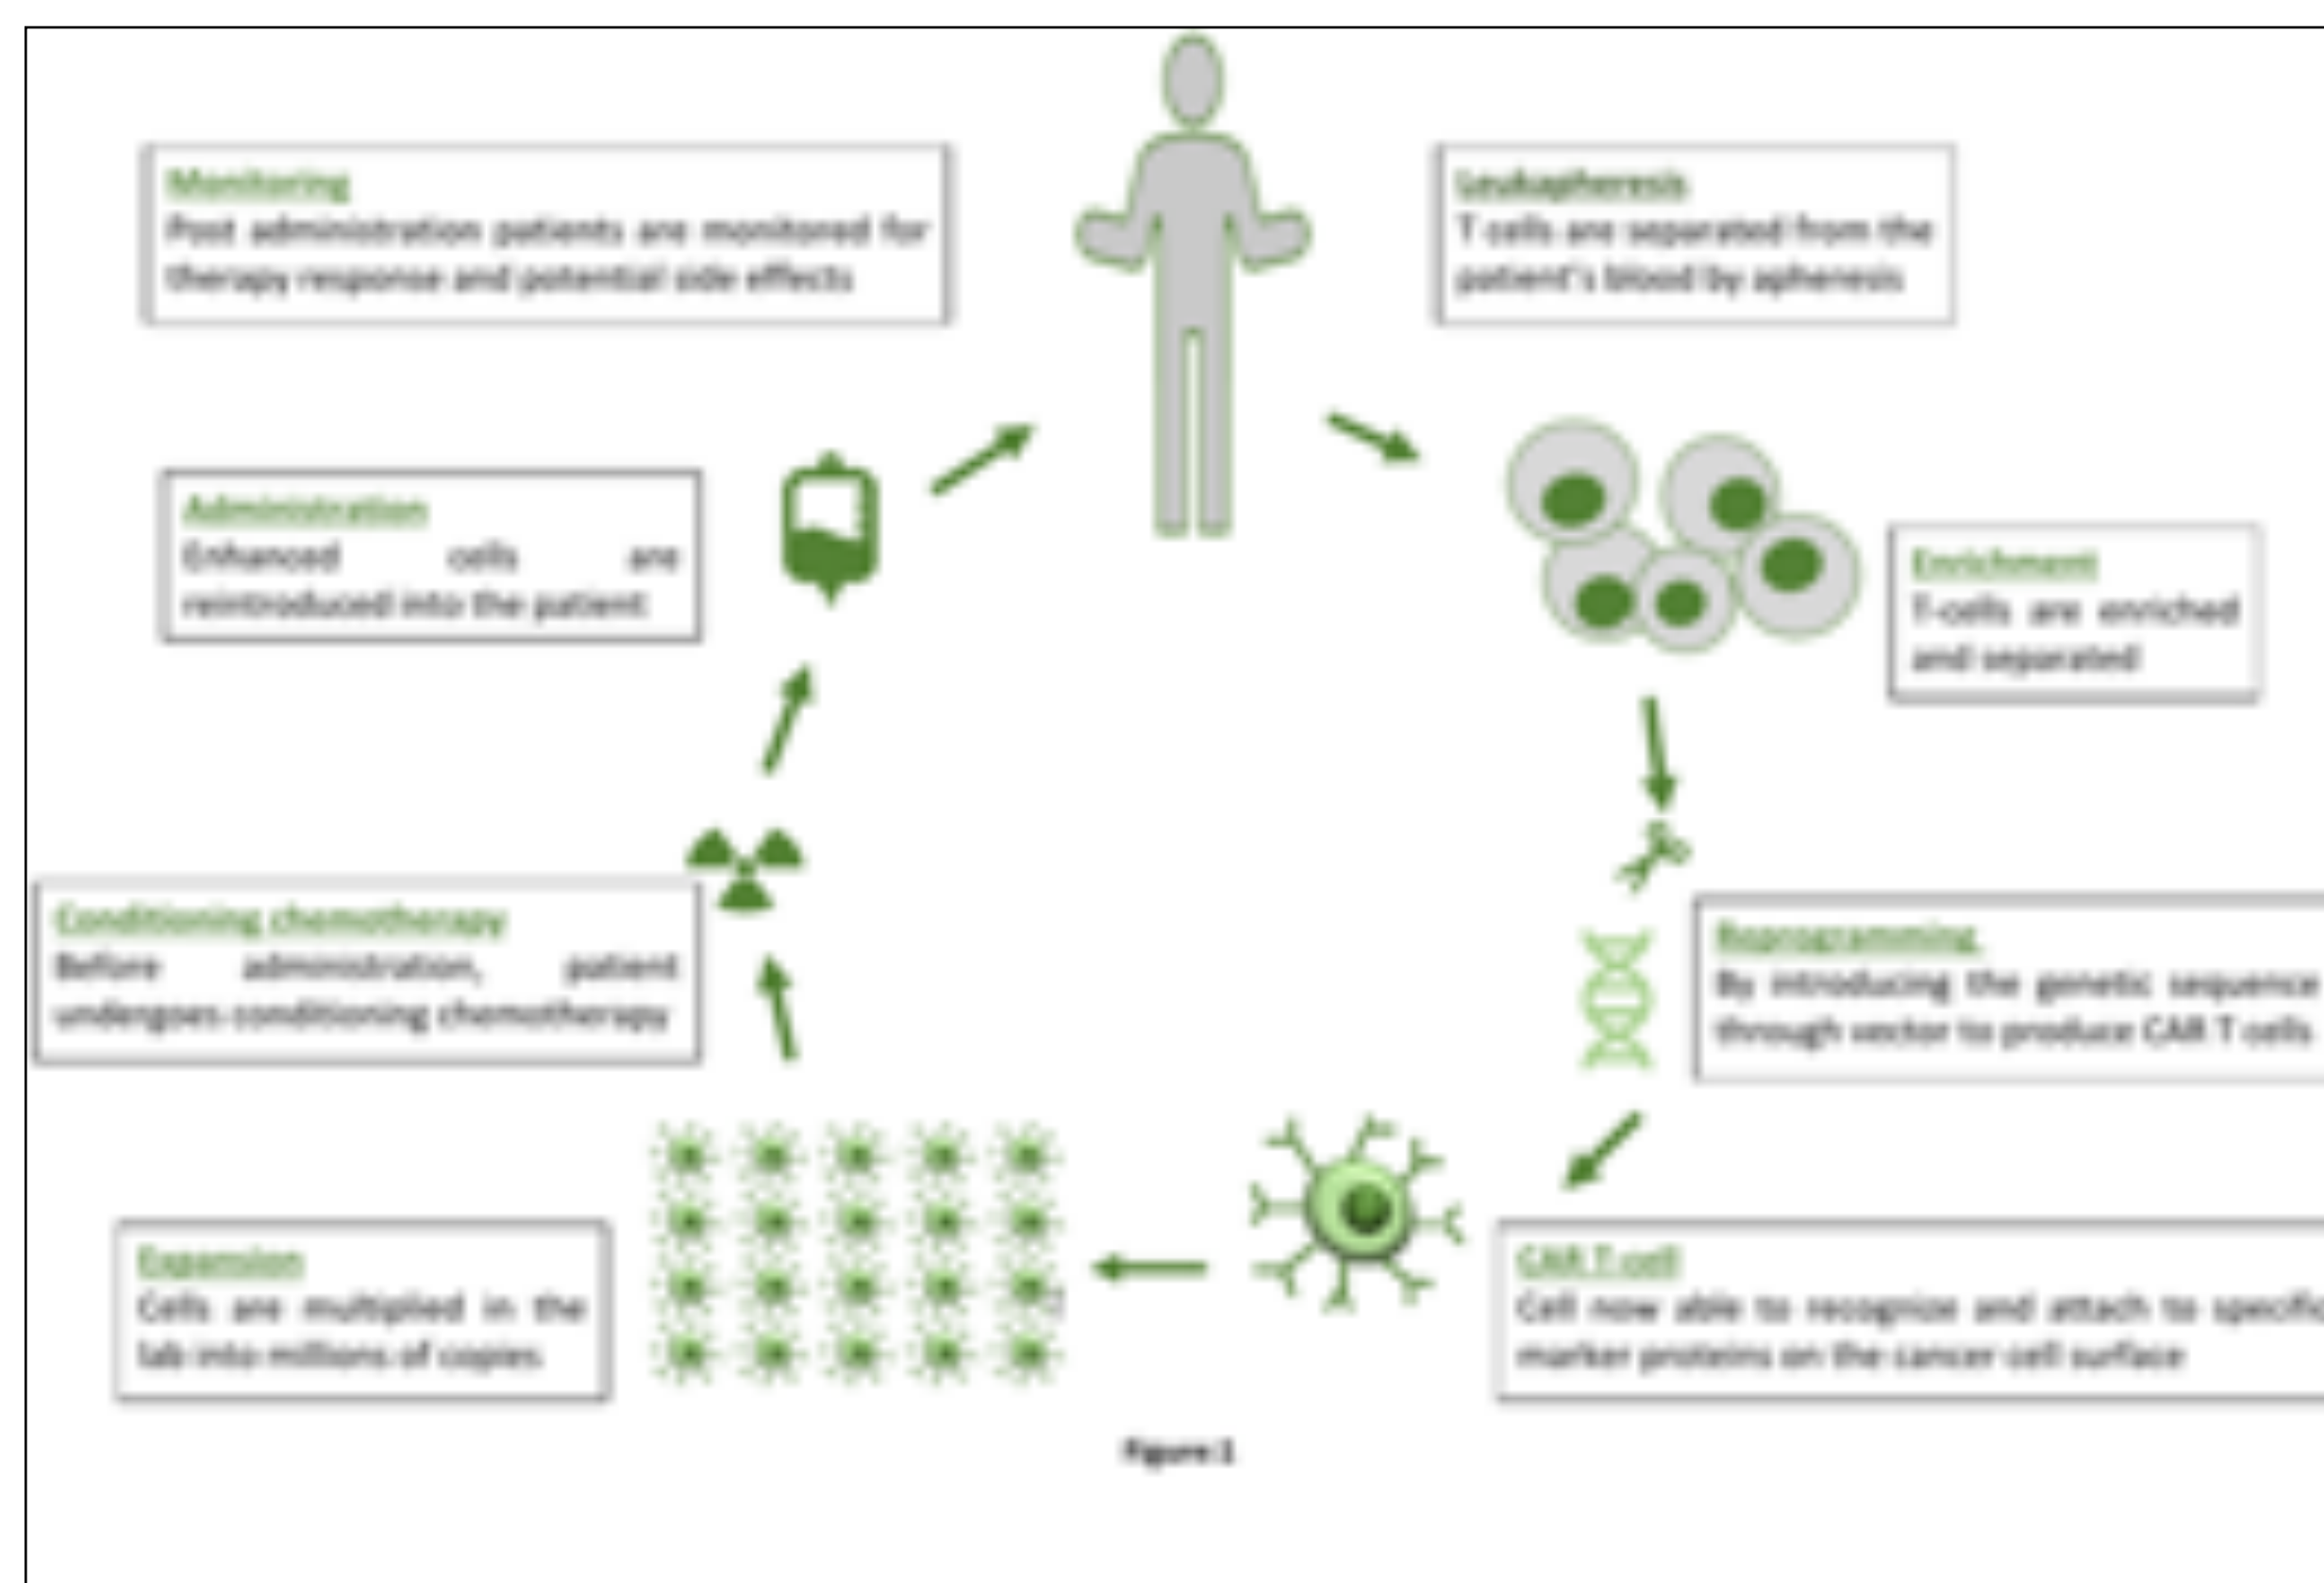 Monitoring
Post administration patients are monitored for
therapy response and potential side effects
Leukapheresis
T cells are separated from the
patient's blood by apheresis
Administration
Enhanced cells are
reintroduced into the patient
Enrichment
T-cells are enriched
and separated
Conditioning chemotherapy
Before administration, patient
undergoes conditioning chemotherapy
Reprogramming
By introducing the genetic sequence
through vector to produce CAR T cells
Expansion
Cells are multiplied in the
lab into millions of copies
CAR T-cell
Cell now able to recognize and attach to specific
marker proteins on the cancer cell surface
Figure 1